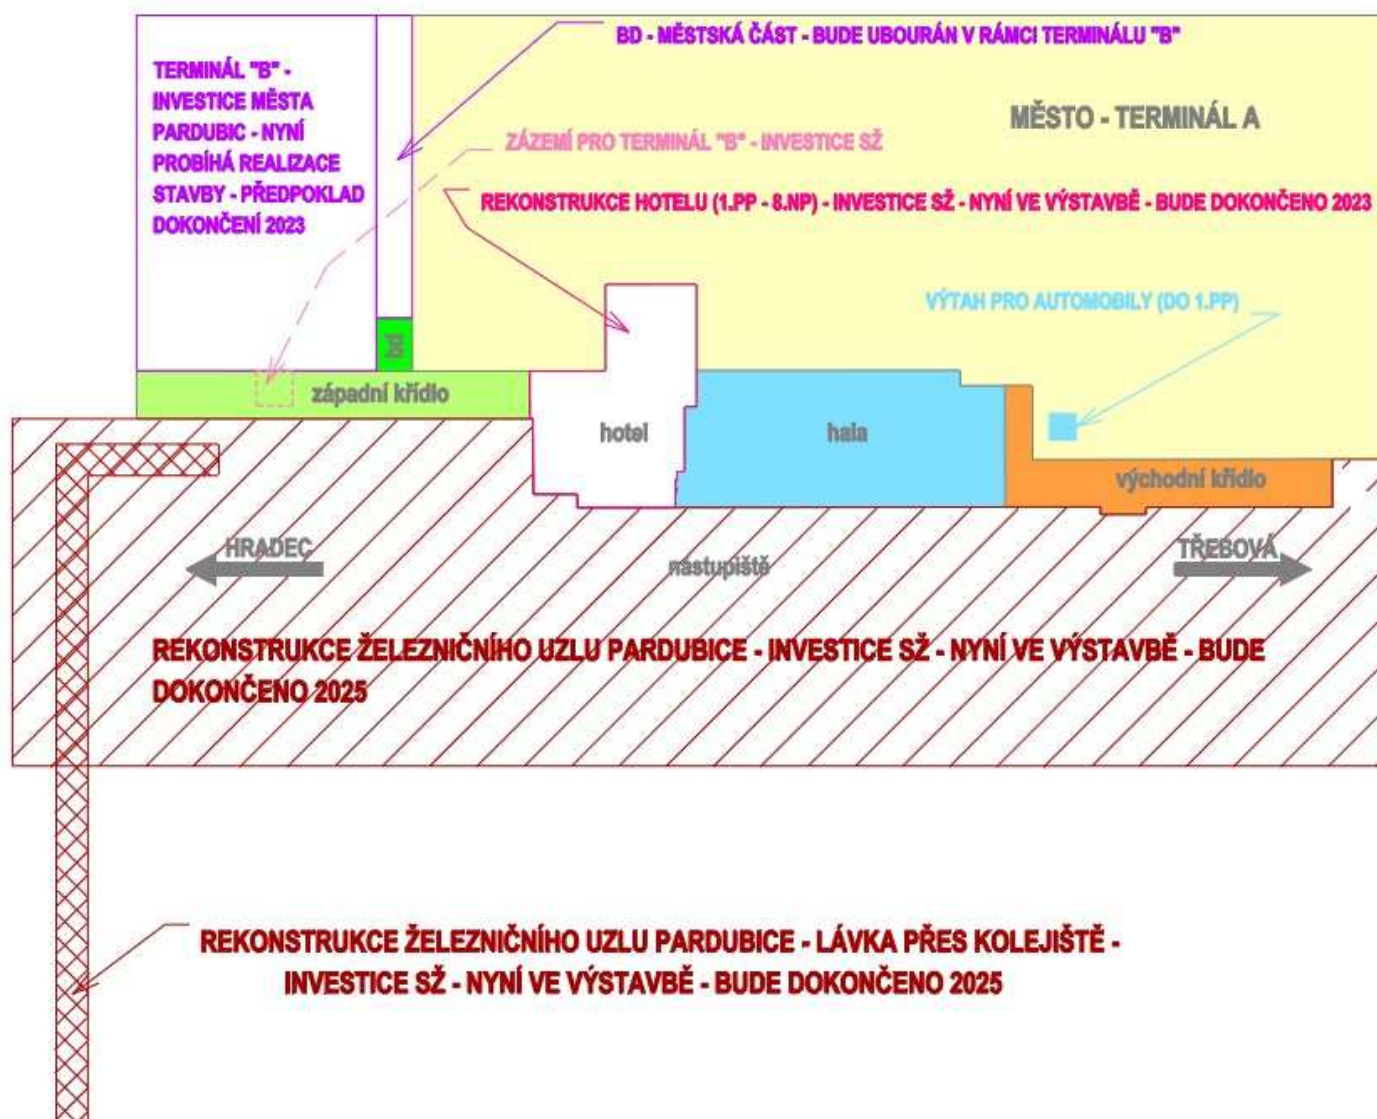 BD - MĚSTSKÁ ČÁST - BUDE UBOURÁN V RÁMCI TERMINÁLU "B"
TERMINÁL "B" -
INVESTICE MĚSTA
PARDUBIC - NYNÍ
PROBÍHÁ REALIZACE
STAVBY - PŘEDPOKLAD
DOKONČENÍ 2023
MĚSTO - TERMINÁL A
ZÁZEMÍ PRO TERMINÁL "B" - INVESTICE SŽ
REKONSTRUKCE HOTELU (1.PP - 8.NP) - INVESTICE SŽ - NYNÍ VE VÝSTAVBĚ - BUDE DOKONČENO 2023
VÝTAH PRO AUTOMOBILY (DO 1.PP)
bd
západní křídlo
hotel
hala
východní křídlo
HRADEC
nástupiště
TŘEBOVÁ
REKONSTRUKCE ŽELEZNIČNÍHO UZLU PARDUBICE - INVESTICE SŽ - NYNÍ VE VÝSTAVBĚ - BUDE
DOKONČENO 2025
REKONSTRUKCE ŽELEZNIČNÍHO UZLU PARDUBICE - LÁVKA PŘES KOLEJIŠTĚ -
INVESTICE SŽ - NYNÍ VE VÝSTAVBĚ - BUDE DOKONČENO 2025